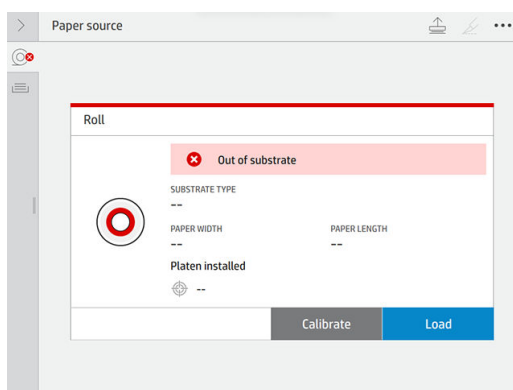 Paper source
Roll
Out of substrate
SUBSTRATE TYPE
--
PAPER WIDTH PAPER LENGTH
-- --
Platen installed
--
Calibrate Load